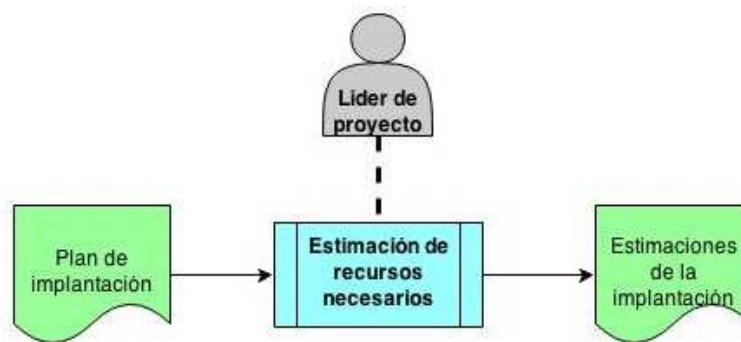 Lider de
proyecto
Plan de
implantación
Estimación de
recursos
necesarios
Estimaciones
de la
implantación